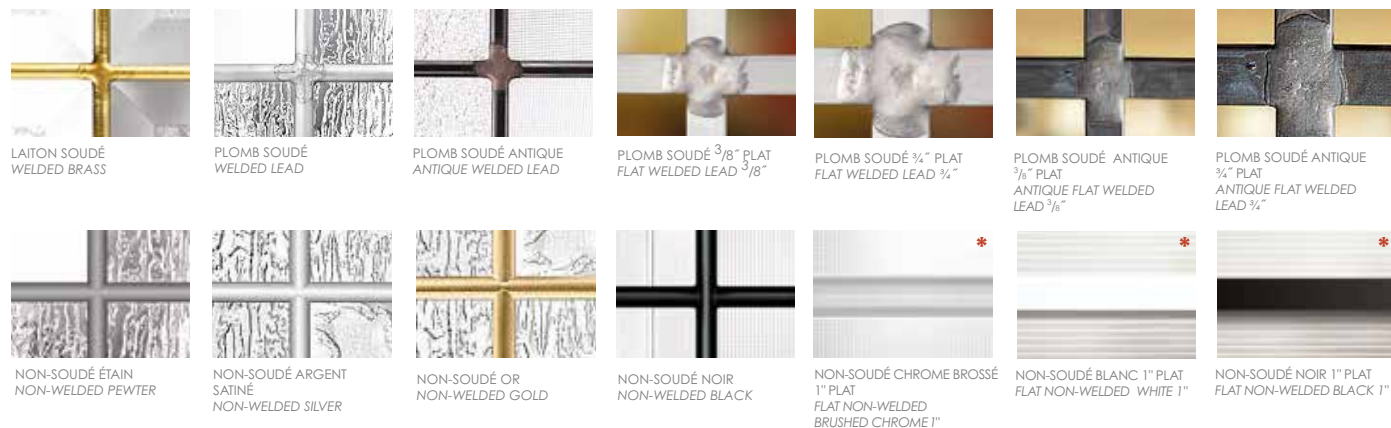 LAITON SOUDÉ
WELDED BRASS
PLOMB SOUDÉ
WELDED LEAD
PLOMB SOUDÉ ANTIQUE
ANTIQUE WELDED LEAD
PLOMB SOUDÉ 3/8˝ PLAT
FLAT WELDED LEAD 3/8˝
PLOMB SOUDÉ ¾˝ PLAT
FLAT WELDED LEAD ¾˝
PLOMB SOUDÉ ANTIQUE
3/8˝ PLAT
ANTIQUE FLAT WELDED
LEAD 3/8˝
PLOMB SOUDÉ ANTIQUE
¾˝ PLAT
ANTIQUE FLAT WELDED
LEAD ¾˝
NON-SOUDÉ ÉTAIN
NON-WELDED PEWTER
NON-SOUDÉ ARGENT
SATINÉ
NON-WELDED SILVER
NON-SOUDÉ OR
NON-WELDED GOLD
NON-SOUDÉ NOIR
NON-WELDED BLACK
*
NON-SOUDÉ CHROME BROSSÉ
1" PLAT
FLAT NON-WELDED
BRUSHED CHROME 1"
*
NON-SOUDÉ BLANC 1" PLAT
FLAT NON-WELDED WHITE 1"
*
NON-SOUDÉ NOIR 1" PLAT
FLAT NON-WELDED BLACK 1"